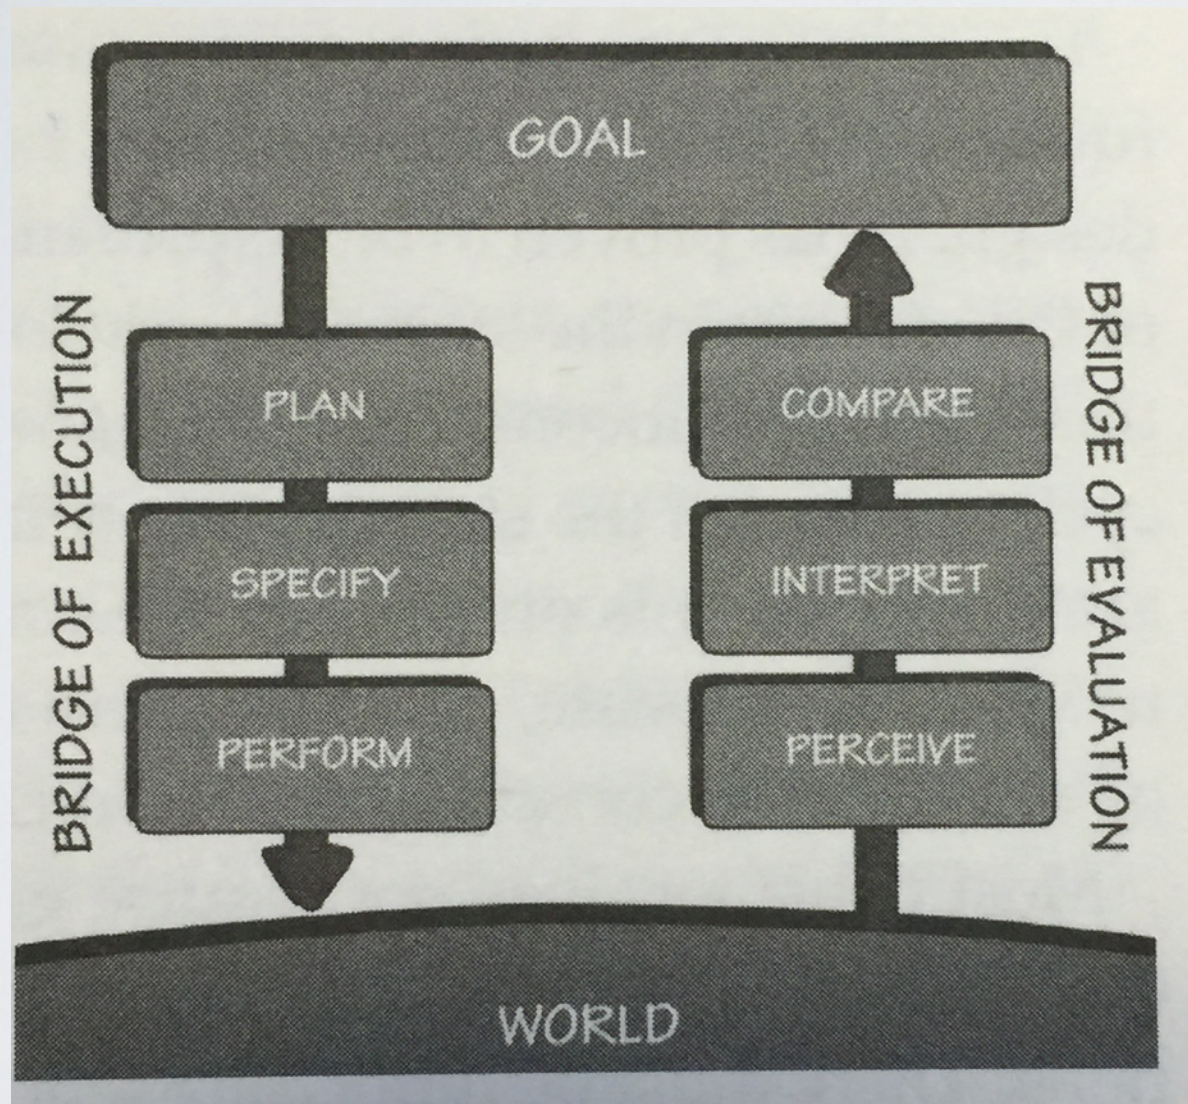 GOAL
BRIDGE OF EXECUTION
PLAN
SPECIFY
PERFORM
COMPARE
INTERPRET
PERCEIVE
BRIDGE OF EVALUATION
WORLD